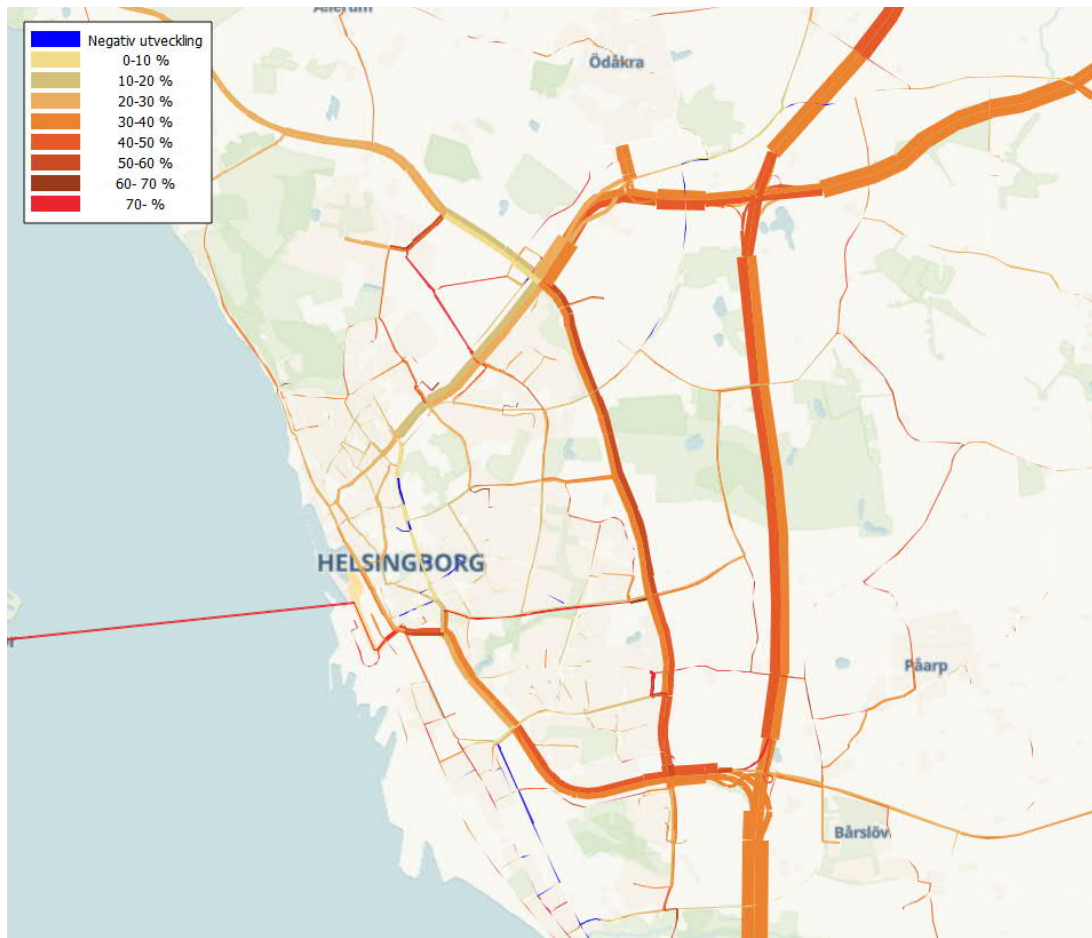 Negativ utveckling
0-10 %
10-20 %
20-30 %
30-40 %
40-50 %
50-60 %
60- 70 %
70- %
Ödåkra
HELSINGBORG
Påarp
Bårslöv